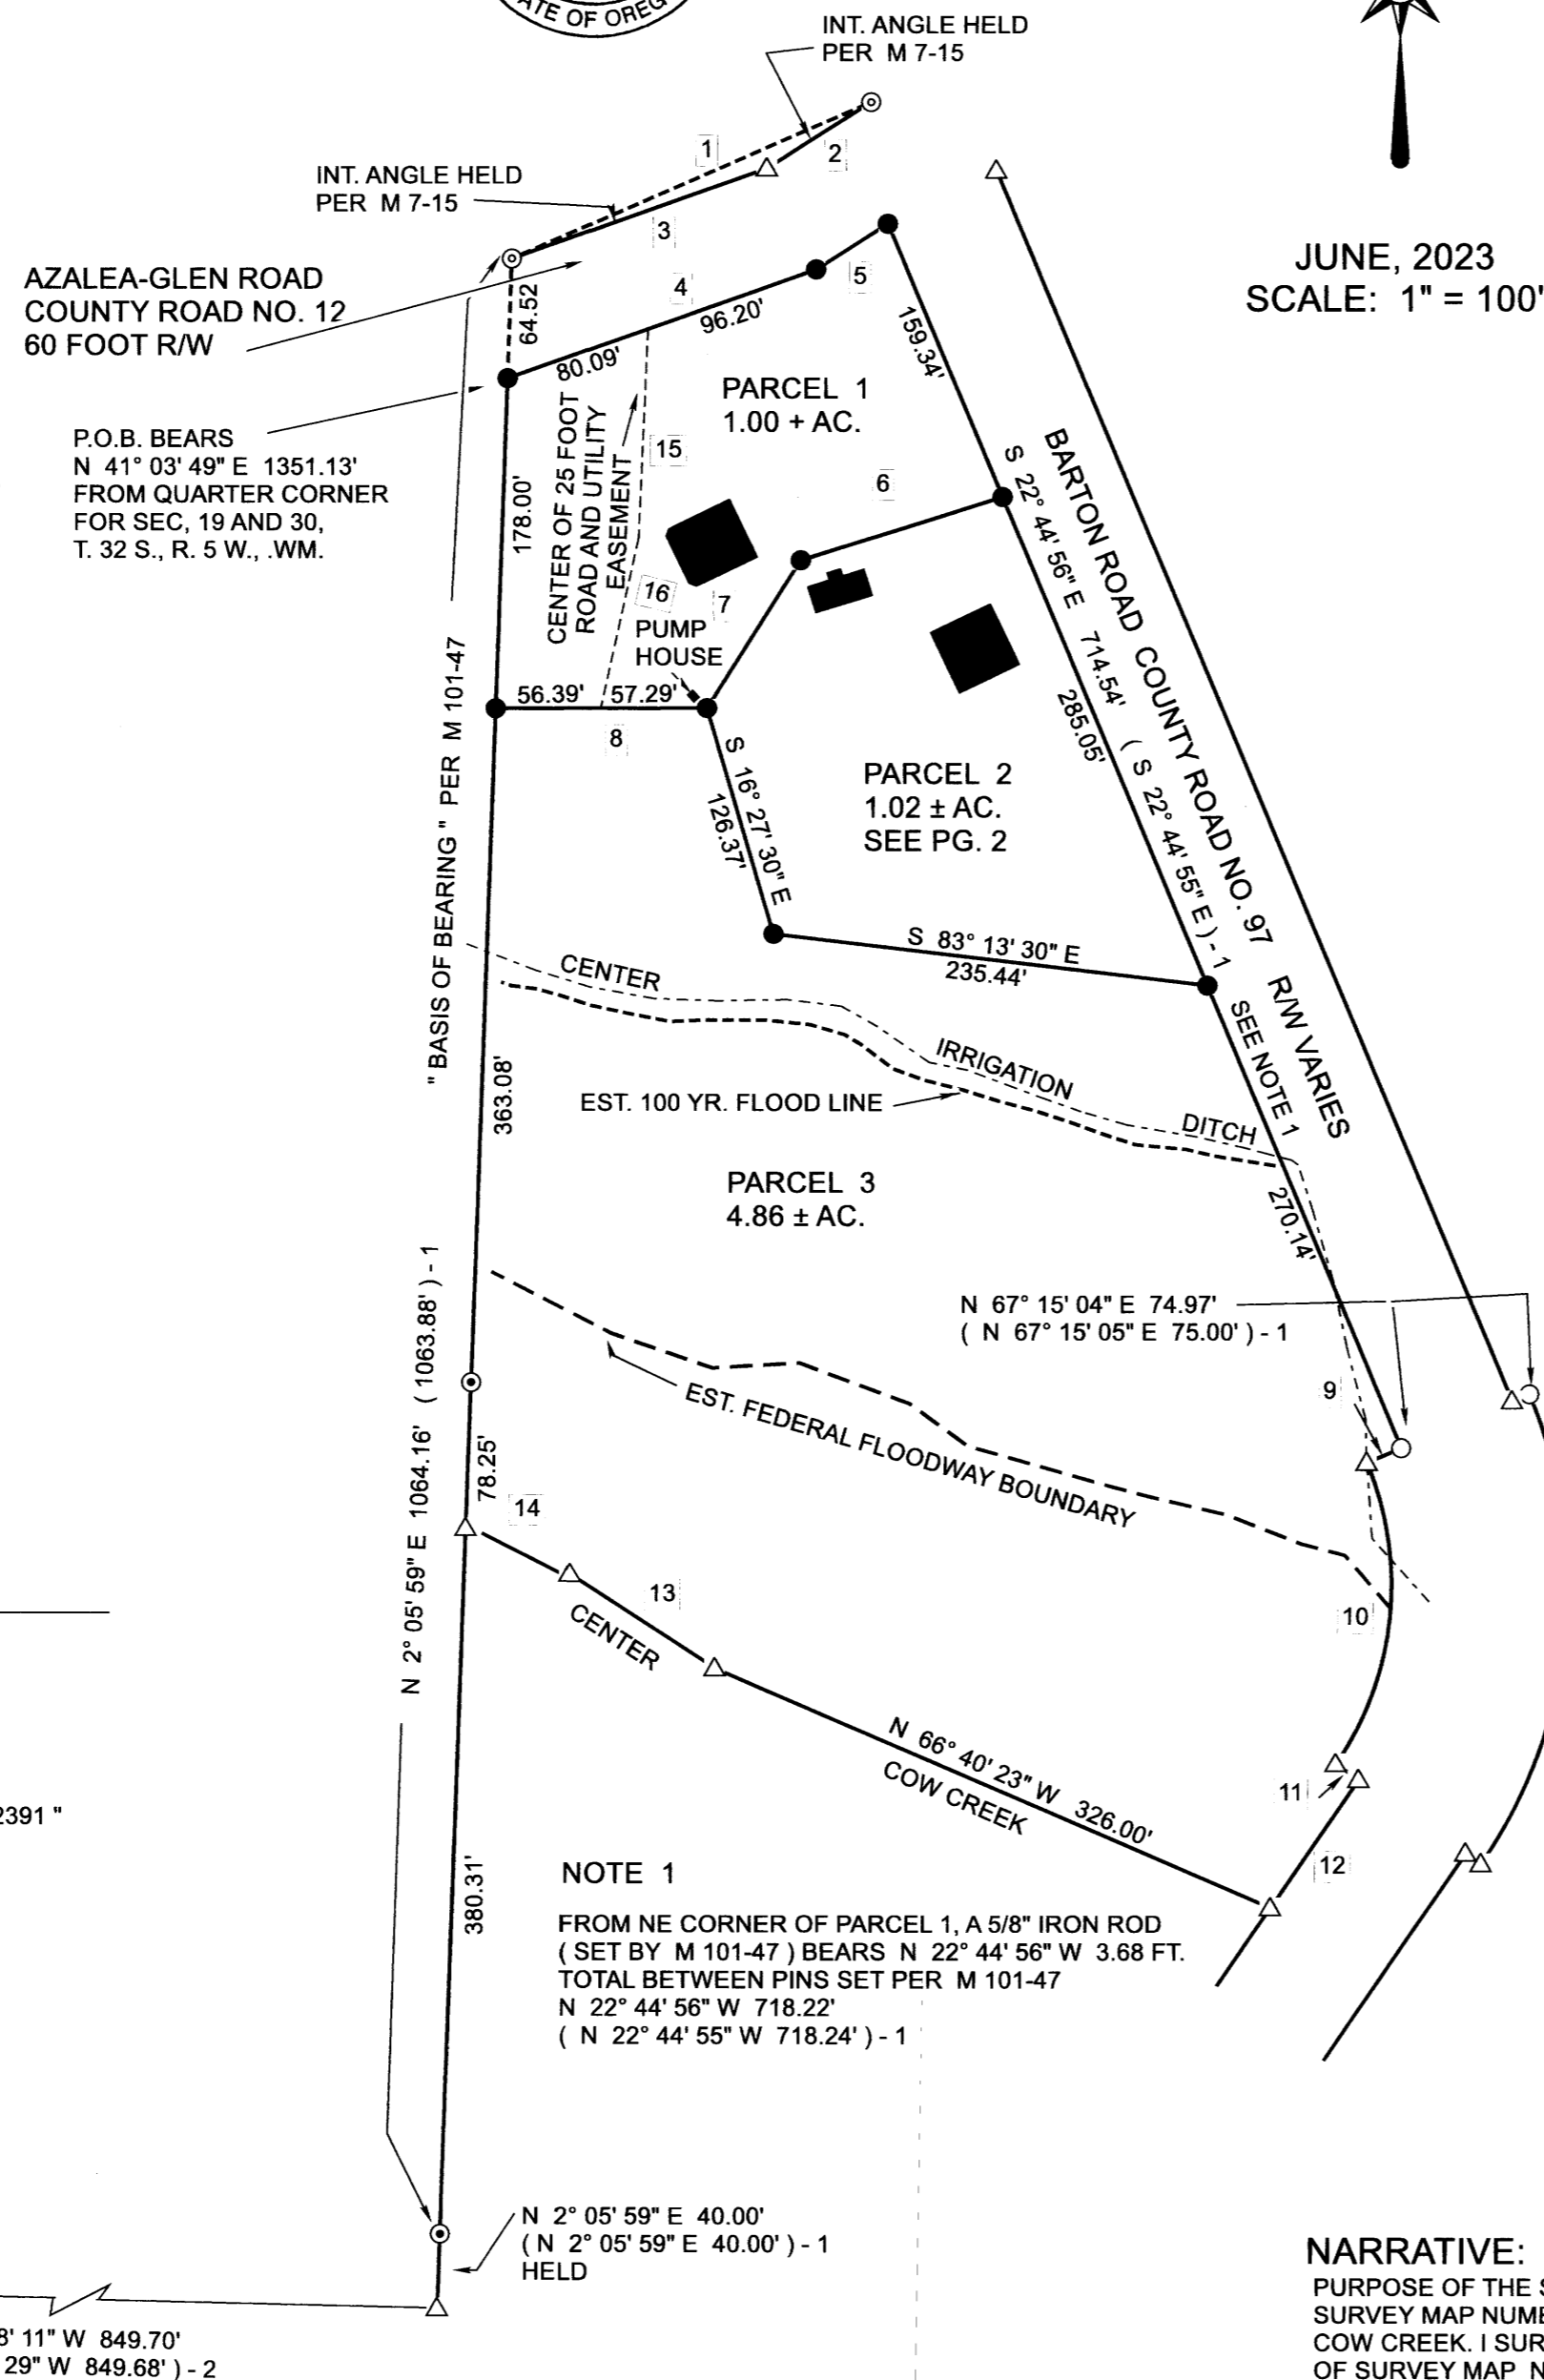 ATE OF OREG
INT. ANGLE HELD
PER M 7-15
1
2
INT. ANGLE HELD
PER M 7-15
3
JUNE, 2023
SCALE: 1" = 100'
AZALEA-GLEN ROAD
COUNTY ROAD NO. 12
60 FOOT R/W
64.52
4
5
96.20'
80.09'
159.34'
PARCEL 1
1.00 + AC.
P.O.B. BEARS
N 41° 03' 49" E 1351.13'
FROM QUARTER CORNER
FOR SEC, 19 AND 30,
T. 32 S., R. 5 W., .WM.
178.00'
CENTER OF 25 FOOT
ROAD AND UTILITY
EASEMENT
15
6
16
7
PUMP
HOUSE
56.39'
57.29'
8
BARTON ROAD COUNTY ROAD NO. 97 R/W VARIES
S 22° 44' 56" E 714.54' ( S 22° 44' 55" E ) - 1
285.05'
SEE NOTE 1
S 16° 27' 30" E
126.37'
PARCEL 2
1.02 ± AC.
SEE PG. 2
" BASIS OF BEARING " PER M 101-47
S 83° 13' 30" E
235.44'
CENTER
IRRIGATION
DITCH
EST. 100 YR. FLOOD LINE
363.08'
PARCEL 3
4.86 ± AC.
270.14'
N 67° 15' 04" E 74.97'
( N 67° 15' 05" E 75.00' ) - 1
9
EST. FEDERAL FLOODWAY BOUNDARY
N 2° 05' 59" E 1064.16' ( 1063.88' ) - 1
78.25'
14
13
CENTER
10
N 66° 40' 23" W 326.00'
COW CREEK
11
12
2391 "
380.31'
NOTE 1
FROM NE CORNER OF PARCEL 1, A 5/8" IRON ROD
( SET BY M 101-47 ) BEARS N 22° 44' 56" W 3.68 FT.
TOTAL BETWEEN PINS SET PER M 101-47
N 22° 44' 56" W 718.22'
( N 22° 44' 55" W 718.24' ) - 1
N 2° 05' 59" E 40.00'
( N 2° 05' 59" E 40.00' ) - 1
HELD
8' 11" W 849.70'
29" W 849.68' ) - 2
NARRATIVE:
PURPOSE OF THE S
SURVEY MAP NUME
COW CREEK. I SUR
OF SURVEY MAP N